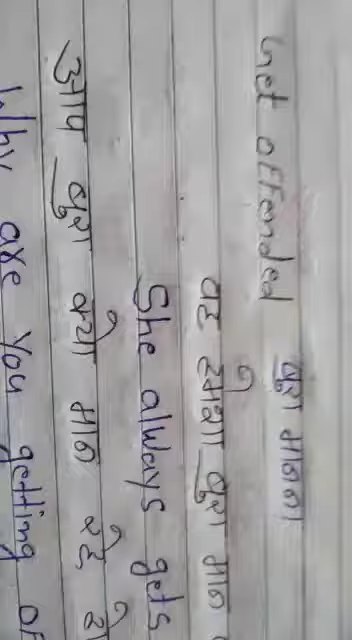 Get offended बुरा मानना
वह हमेशा बुरा मान
She always gets
आप बुरा क्यों मान रहे हो
Why are you getting